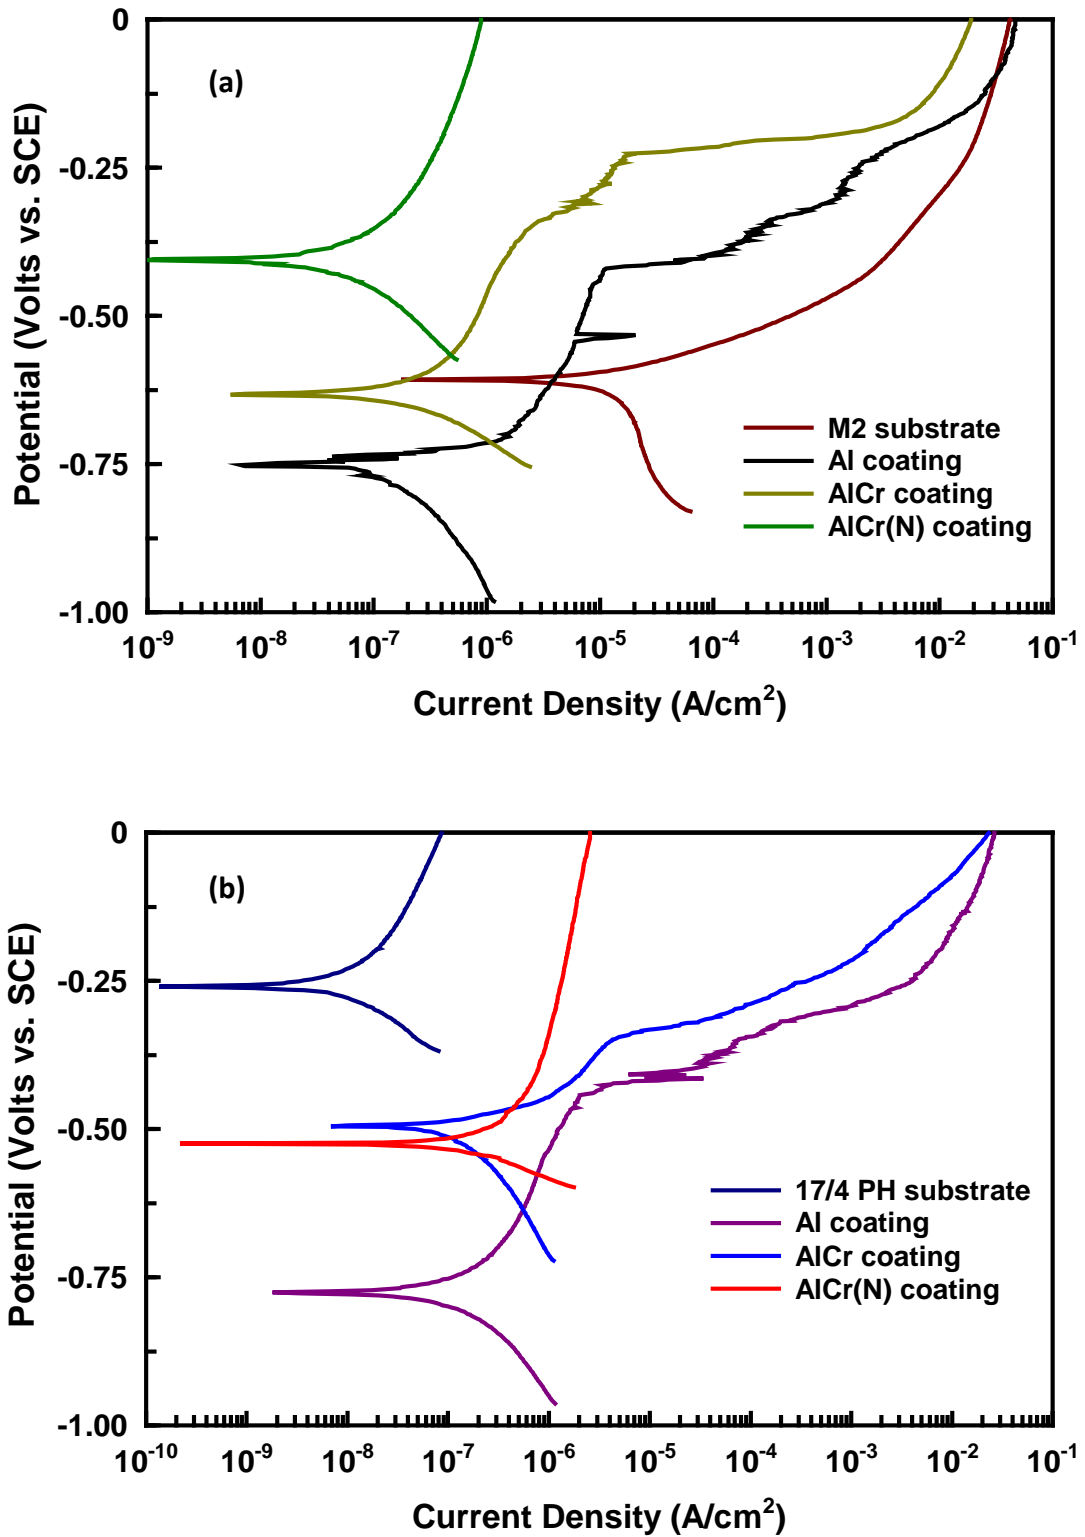 (a)
Potential (Volts vs. SCE)
0
-0.25
-0.50
-0.75
-1.00
M2 substrate
Al coating
AlCr coating
AlCr(N) coating
10⁻⁹ 10⁻⁸ 10⁻⁷ 10⁻⁶ 10⁻⁵ 10⁻⁴ 10⁻³ 10⁻² 10⁻¹
Current Density (A/cm²)
(b)
Potential (Volts vs. SCE)
0
-0.25
-0.50
-0.75
-1.00
17/4 PH substrate
Al coating
AlCr coating
AlCr(N) coating
10⁻¹⁰ 10⁻⁹ 10⁻⁸ 10⁻⁷ 10⁻⁶ 10⁻⁵ 10⁻⁴ 10⁻³ 10⁻² 10⁻¹
Current Density (A/cm²)